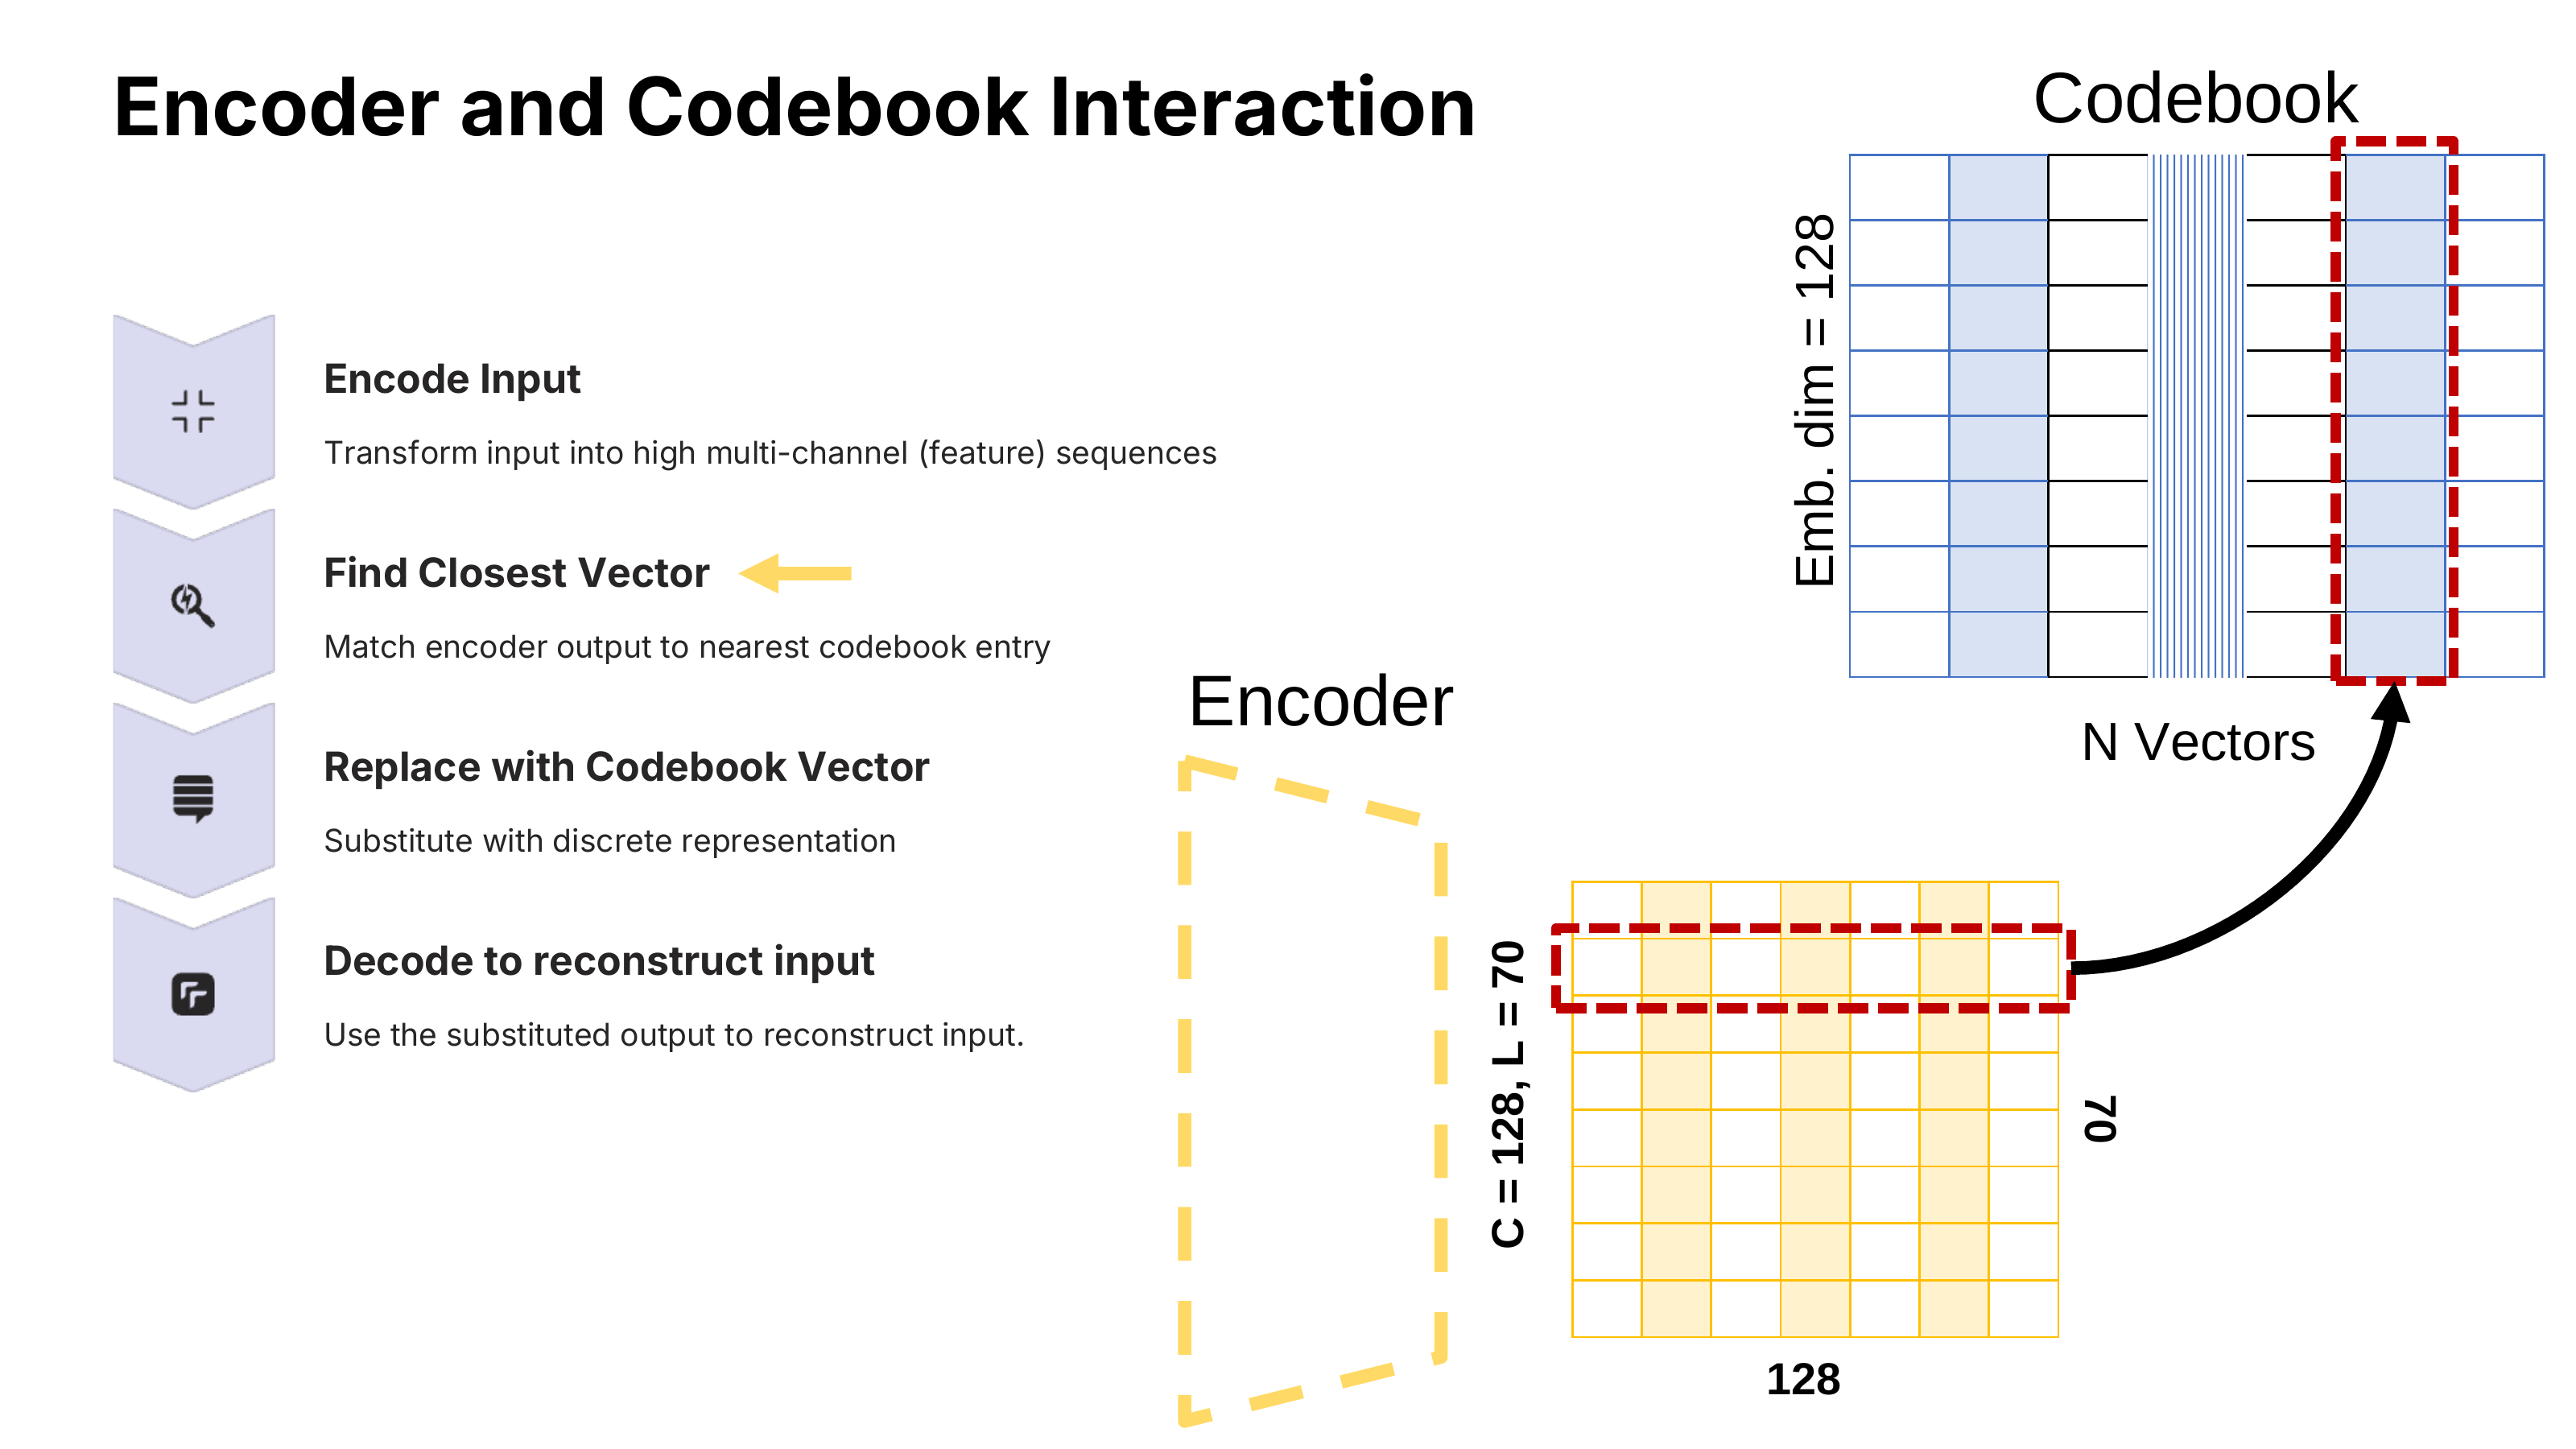 Encoder and Codebook Interaction
Encode Input
Transform input into high multi-channel (feature) sequences
Find Closest Vector
Match encoder output to nearest codebook entry
Replace with Codebook Vector
Substitute with discrete representation
Decode to reconstruct input
Use the substituted output to reconstruct input.
Codebook
Emb. dim = 128
N Vectors
Encoder
C = 128, L = 70
70
128